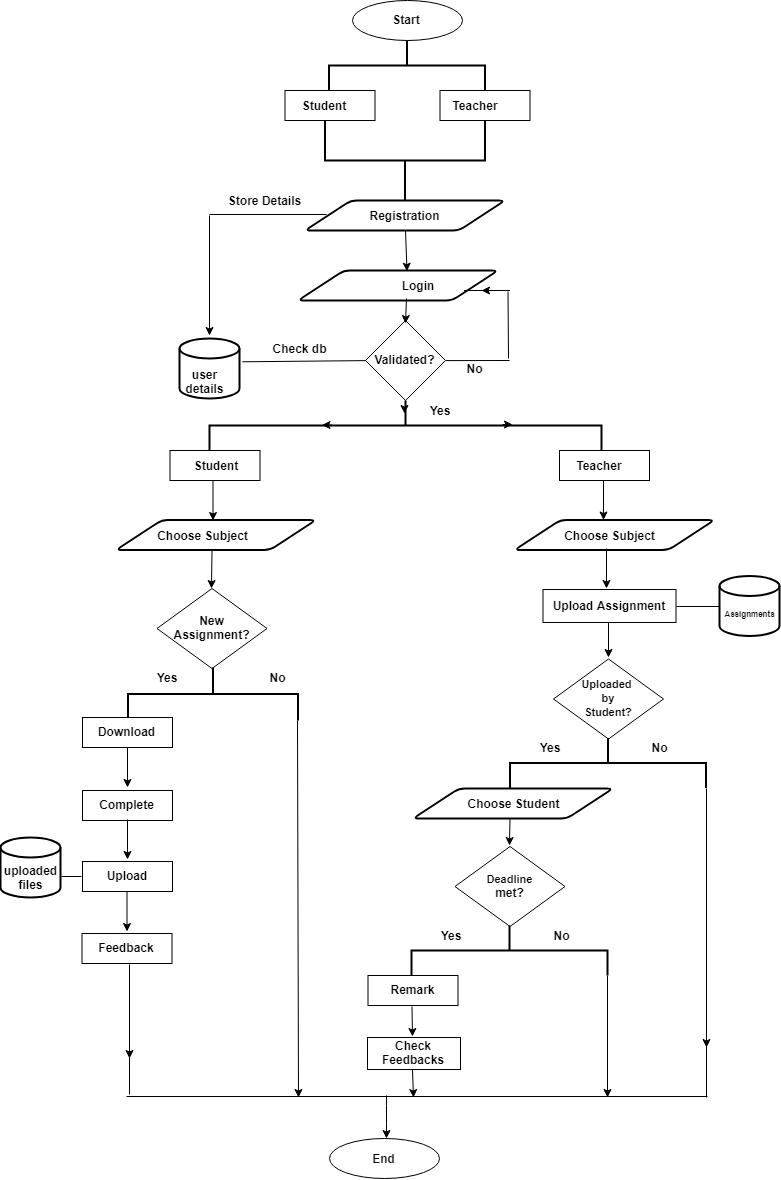 Start
Student
Teacher
Store Details
Registration
Login
Validated?
Check db
No
user
details
Yes
Student
Teacher
Choose Subject
Choose Subject
New
Assignment?
Upload Assignment
Assignments
Yes
No
Uploaded
by
Student?
Download
Yes
No
Complete
Choose Student
uploaded
files
Upload
Deadline
met?
Feedback
Yes
No
Remark
Check
Feedbacks
End